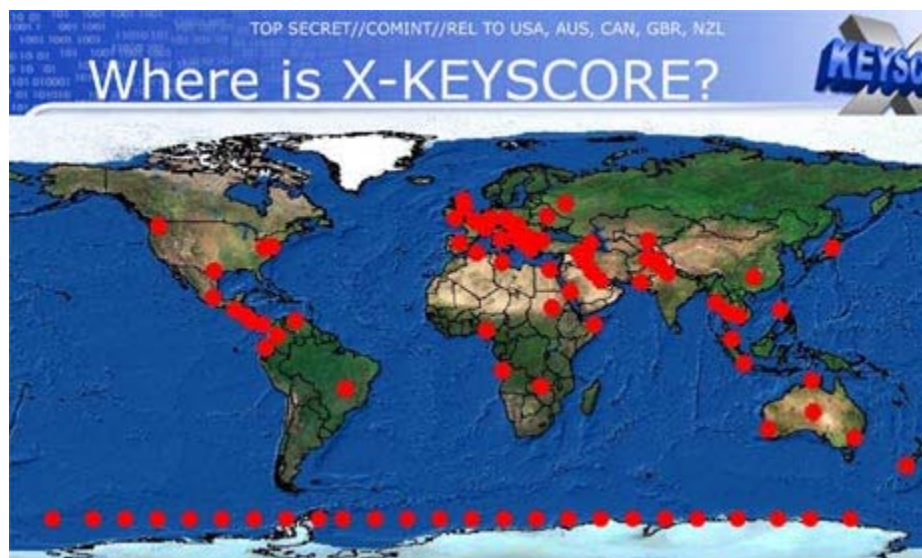 TOP SECRET//COMINT//REL TO USA, AUS, CAN, GBR, NZL
Where is X-KEYSCORE?